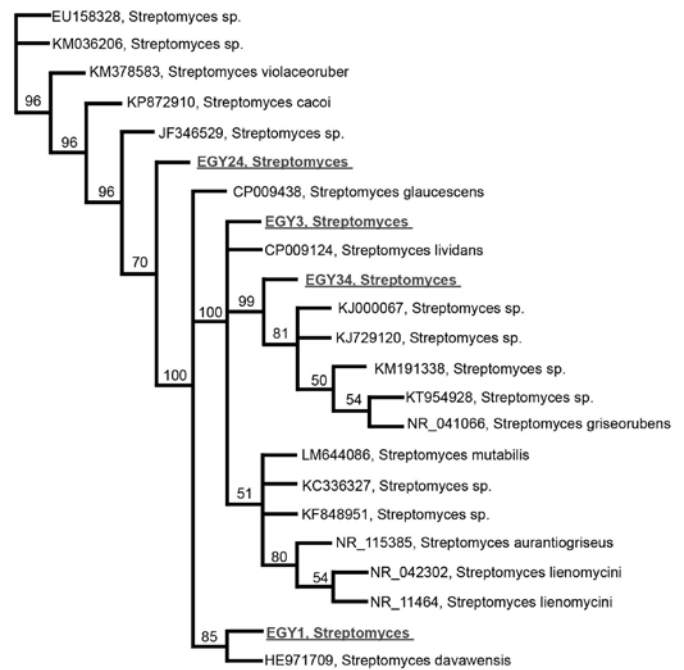 EU158328, Streptomyces sp.
KM036206, Streptomyces sp.
KM378583, Streptomyces violaceoruber
96
KP872910, Streptomyces cacoi
96
JF346529, Streptomyces sp.
96
EGY24, Streptomyces
CP009438, Streptomyces glaucescens
EGY3, Streptomyces
CP009124, Streptomyces lividans
70
EGY34, Streptomyces
99
KJ000067, Streptomyces sp.
100
KJ729120, Streptomyces sp.
81
KM191338, Streptomyces sp.
100
50
KT954928, Streptomyces sp.
54
NR_041066, Streptomyces griseorubens
LM644086, Streptomyces mutabilis
KC336327, Streptomyces sp.
51
KF848951, Streptomyces sp.
NR_115385, Streptomyces aurantiogriseus
80
NR_042302, Streptomyces lienomycini
54
NR_11464, Streptomyces lienomycini
EGY1, Streptomyces
85
HE971709, Streptomyces davawensis